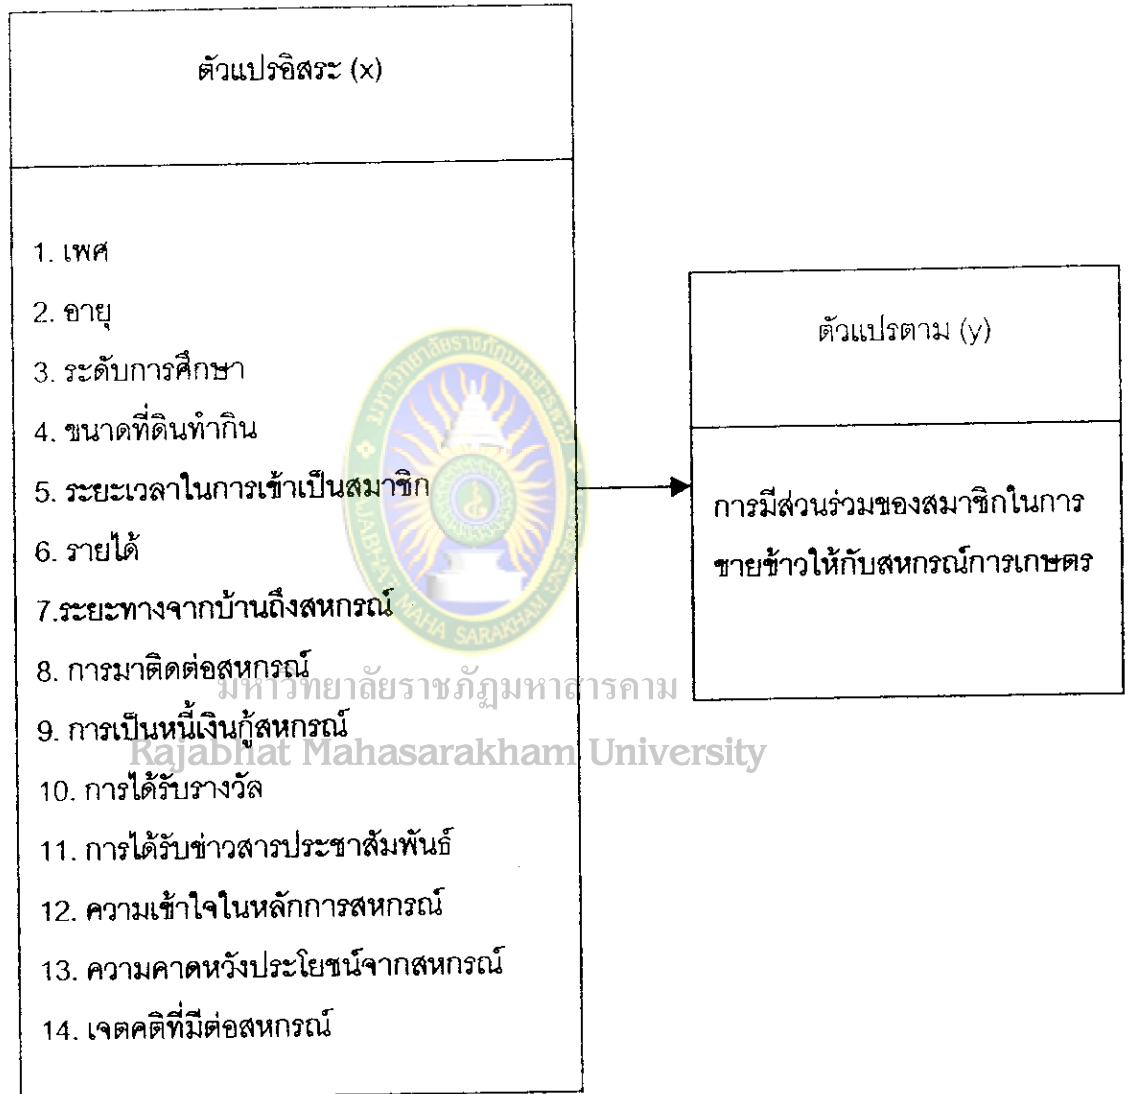 ตัวแปรอิสระ (x)
1. เพศ
2. อายุ
3. ระดับการศึกษา
4. ขนาดที่ดินทำกิน
5. ระยะเวลาในการเข้าเป็นสมาชิก
6. รายได้
7.ระยะทางจากบ้านถึงสหกรณ์
8. การมาติดต่อสหกรณ์
9. การเป็นหนี้เงินกู้สหกรณ์
10. การได้รับรางวัล
11. การได้รับข่าวสารประชาสัมพันธ์
12. ความเข้าใจในหลักการสหกรณ์
13. ความคาดหวังประโยชน์จากสหกรณ์
14. เจตคติที่มีต่อสหกรณ์
ตัวแปรตาม (y)
การมีส่วนร่วมของสมาชิกในการ
ขายข้าวให้กับสหกรณ์การเกษตร
มหาวิทยาลัยราชภัฏมหาสารคาม
Rajabhat Mahasarakham University